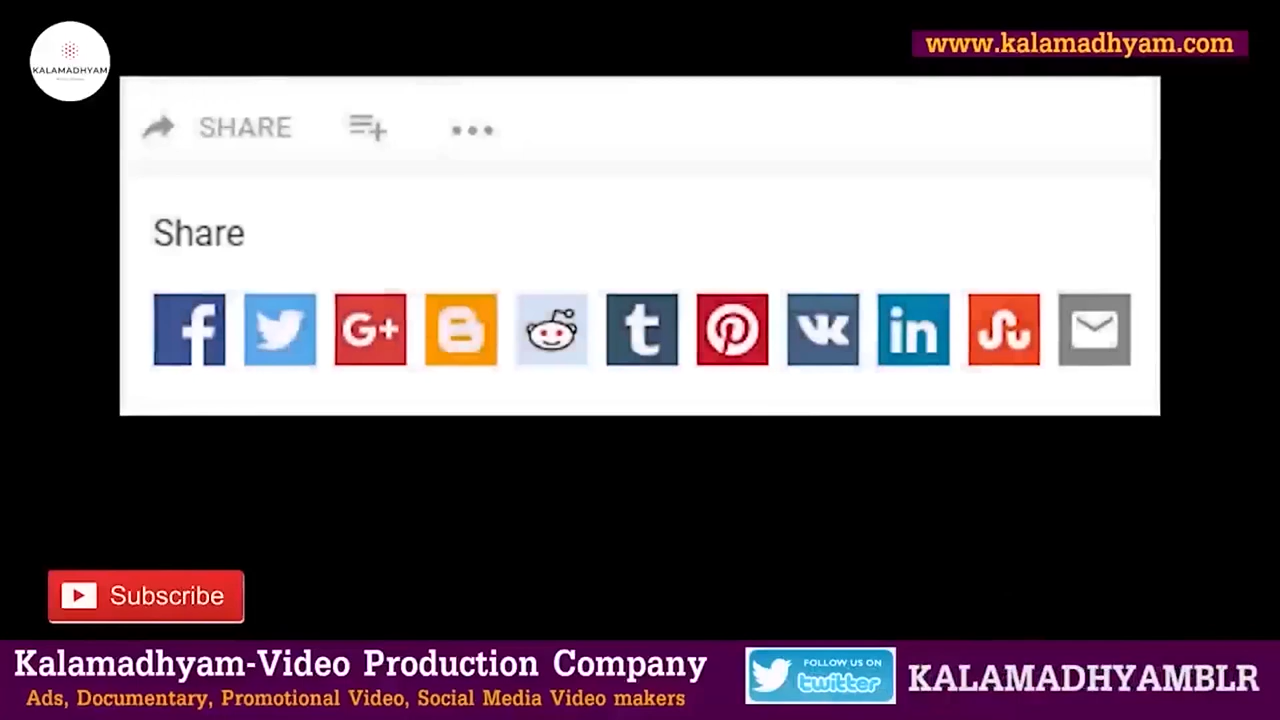 KALAMADHYAM
www.kalamadhyam.com
SHARE
Share
Subscribe
Kalamadhyam-Video Production Company
Ads, Documentary, Promotional Video, Social Media Video makers
FOLLOW US ON
twitter
KALAMADHYAMBLR